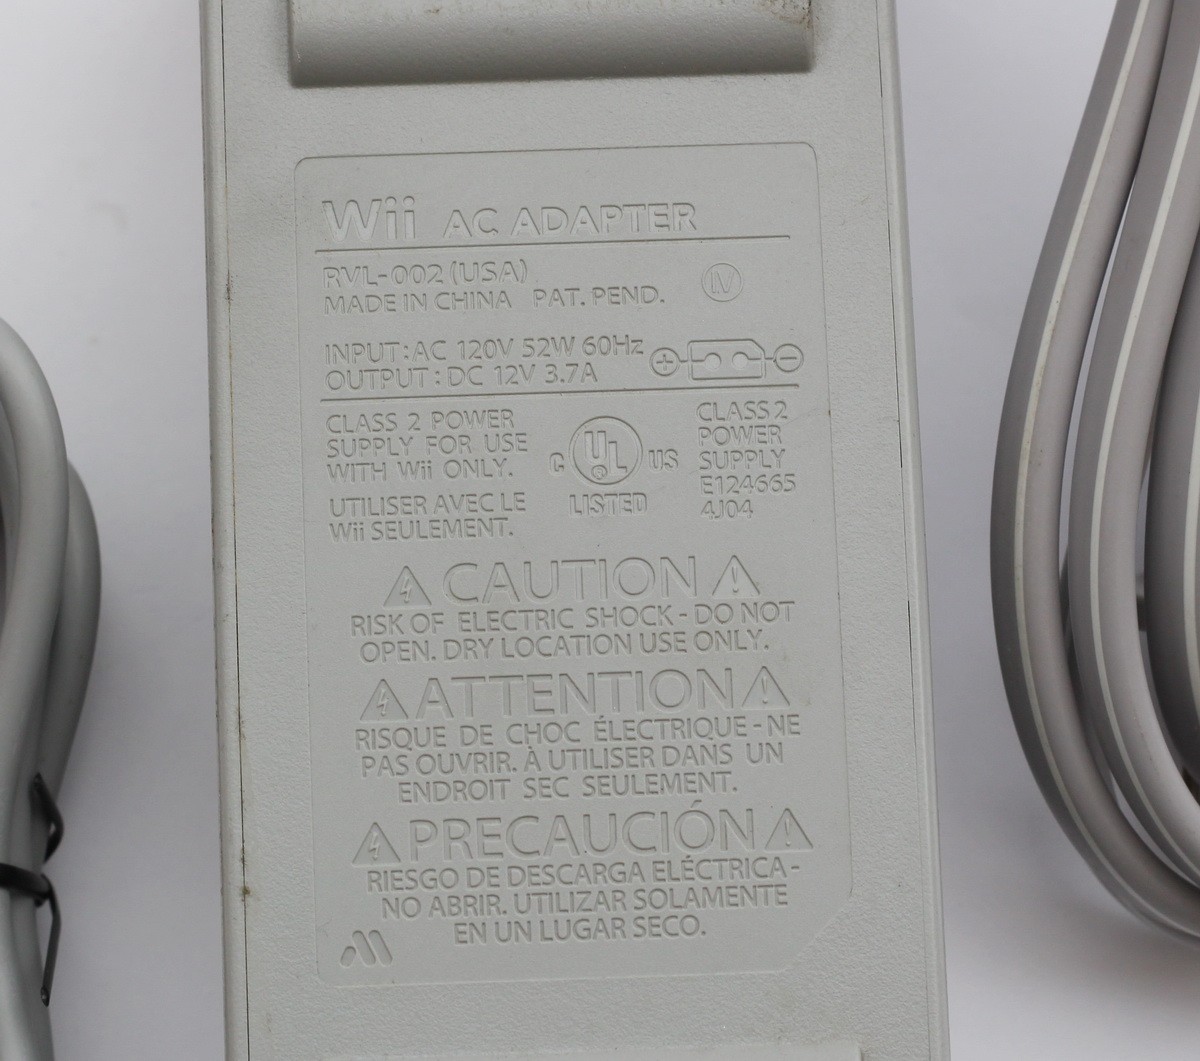 Wii AC ADAPTER
RVL-002 (USA)
MADE IN CHINA PAT. PEND. IV
INPUT : AC 120V 52W 60Hz
OUTPUT : DC 12V 3.7A
CLASS 2 POWER
SUPPLY FOR USE
WITH Wii ONLY.
UTILISER AVEC LE
Wii SEULEMENT.
C UL US
LISTED
CLASS 2
POWER
SUPPLY
E124665
4J04
CAUTION
RISK OF ELECTRIC SHOCK - DO NOT
OPEN. DRY LOCATION USE ONLY.
ATTENTION
RISQUE DE CHOC ÉLECTRIQUE - NE
PAS OUVRIR. À UTILISER DANS UN
ENDROIT SEC SEULEMENT.
PRECAUCIÓN
RIESGO DE DESCARGA ELÉCTRICA -
NO ABRIR. UTILIZAR SOLAMENTE
EN UN LUGAR SECO.